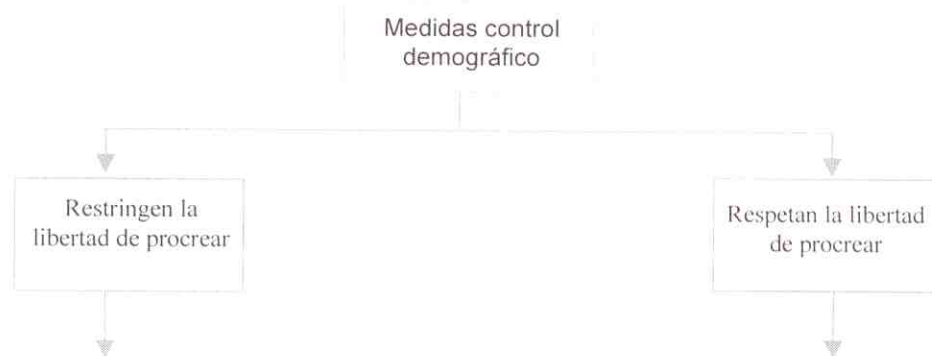 Medidas control
demográfico
Restringen la
libertad de procrear
Respetan la libertad
de procrear